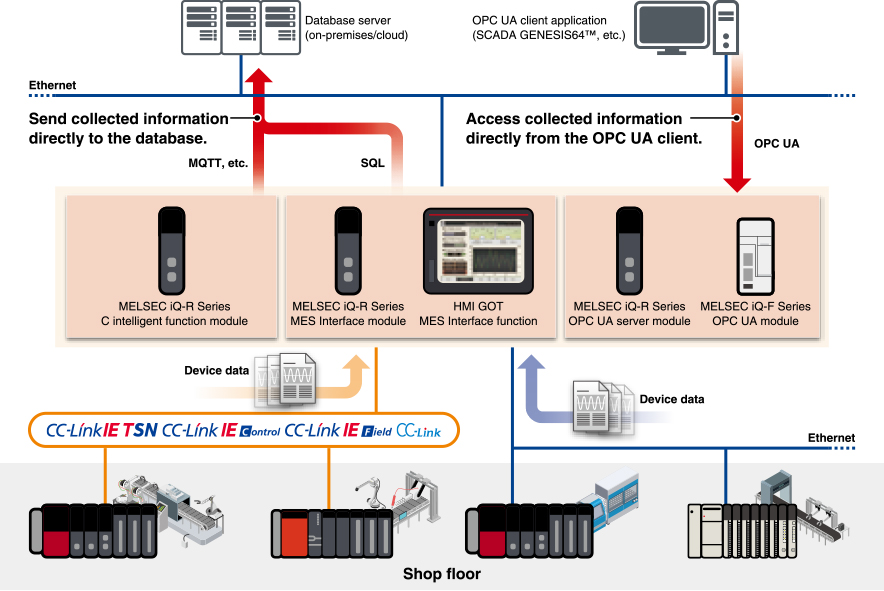 Database server
(on-premises/cloud)
OPC UA client application
(SCADA GENESIS64™, etc.)
Ethernet
Send collected information
directly to the database.
Access collected information
directly from the OPC UA client.
MQTT, etc.
SQL
OPC UA
MELSEC iQ-R Series
C intelligent function module
MELSEC iQ-R Series
MES Interface module
HMI GOT
MES Interface function
MELSEC iQ-R Series
OPC UA server module
MELSEC iQ-F Series
OPC UA module
Device data
Device data
CC-Link IE TSN CC-Link IE Control CC-Link IE Field CC-Link
Ethernet
Shop floor